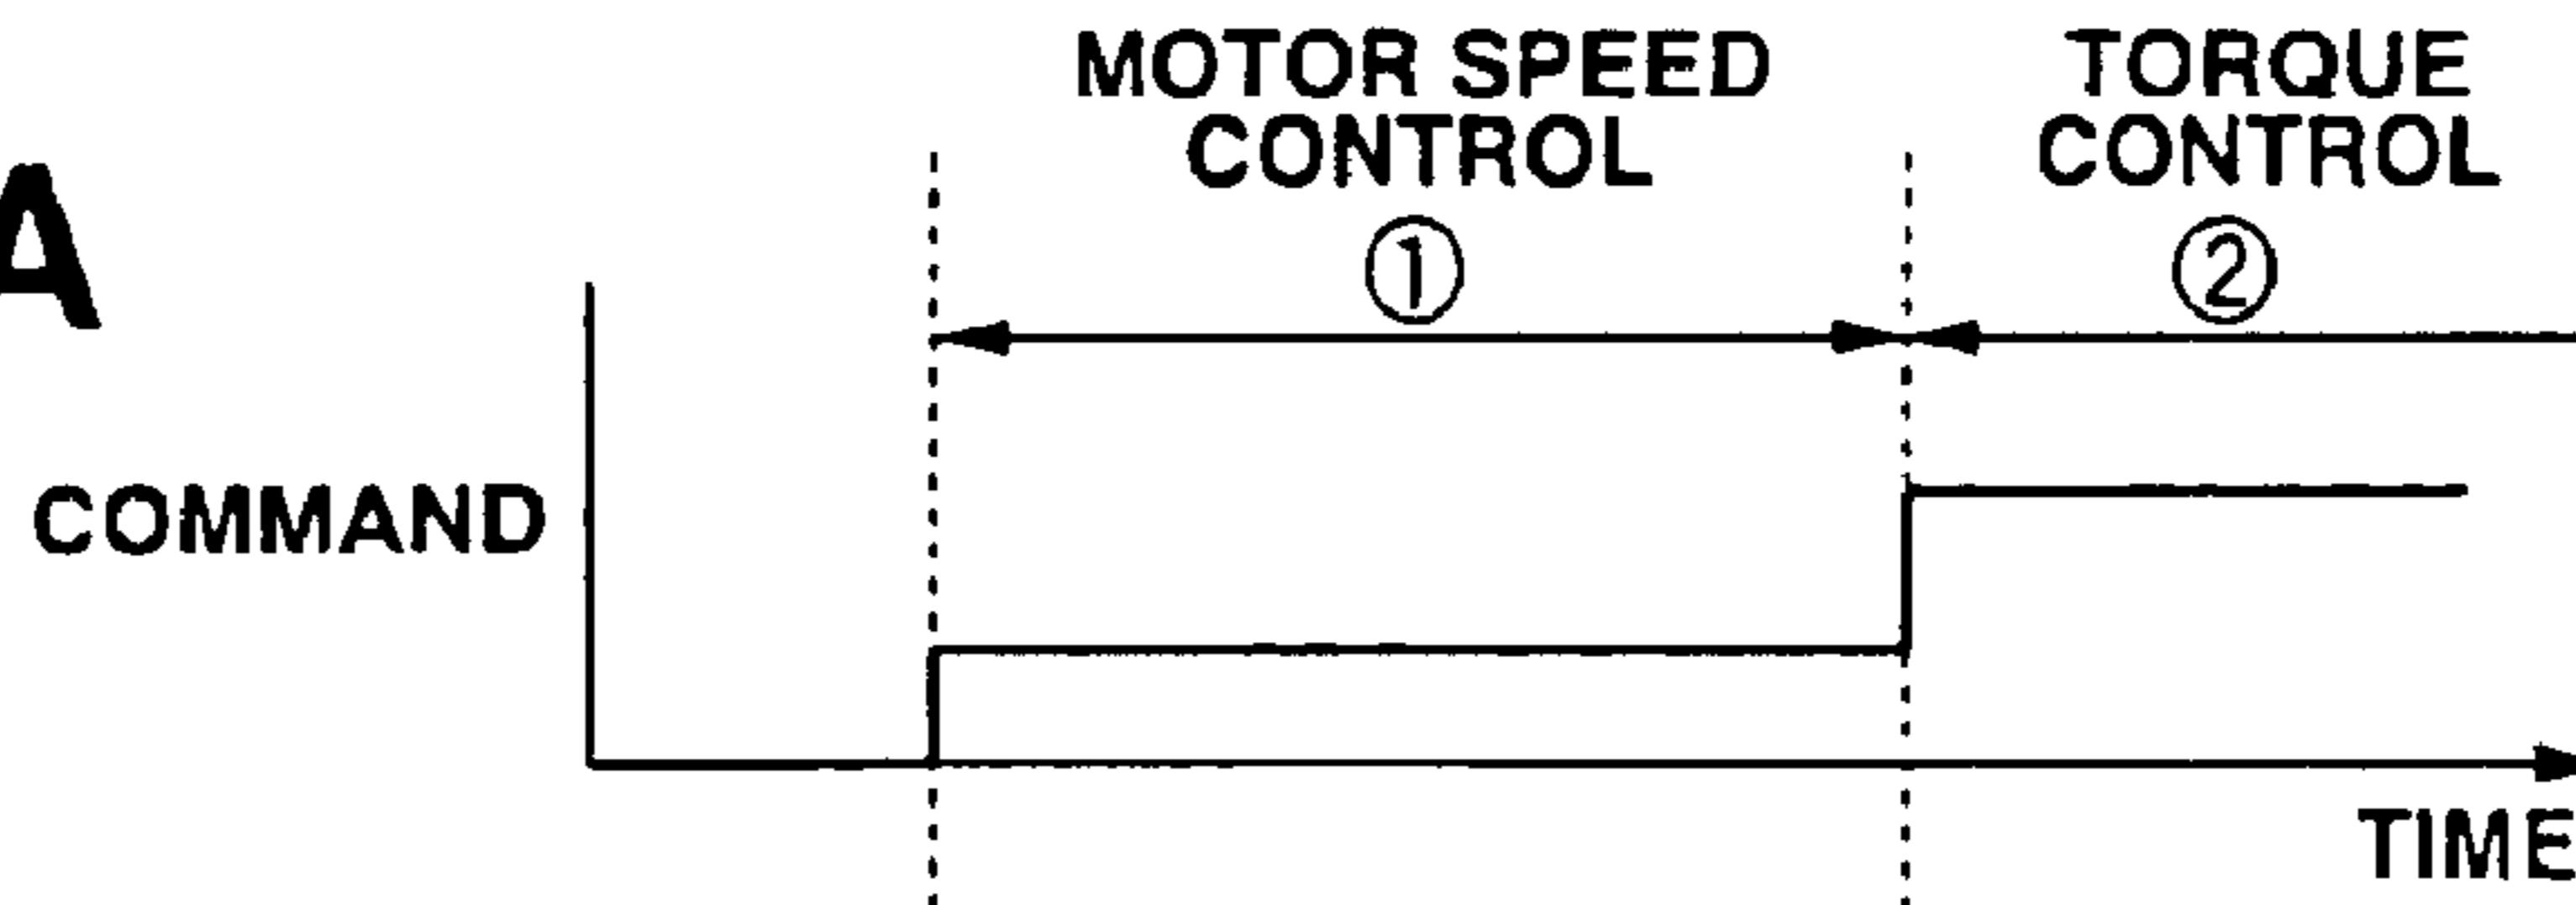 A
MOTOR SPEED
CONTROL
①
TORQUE
CONTROL
②
COMMAND
TIME